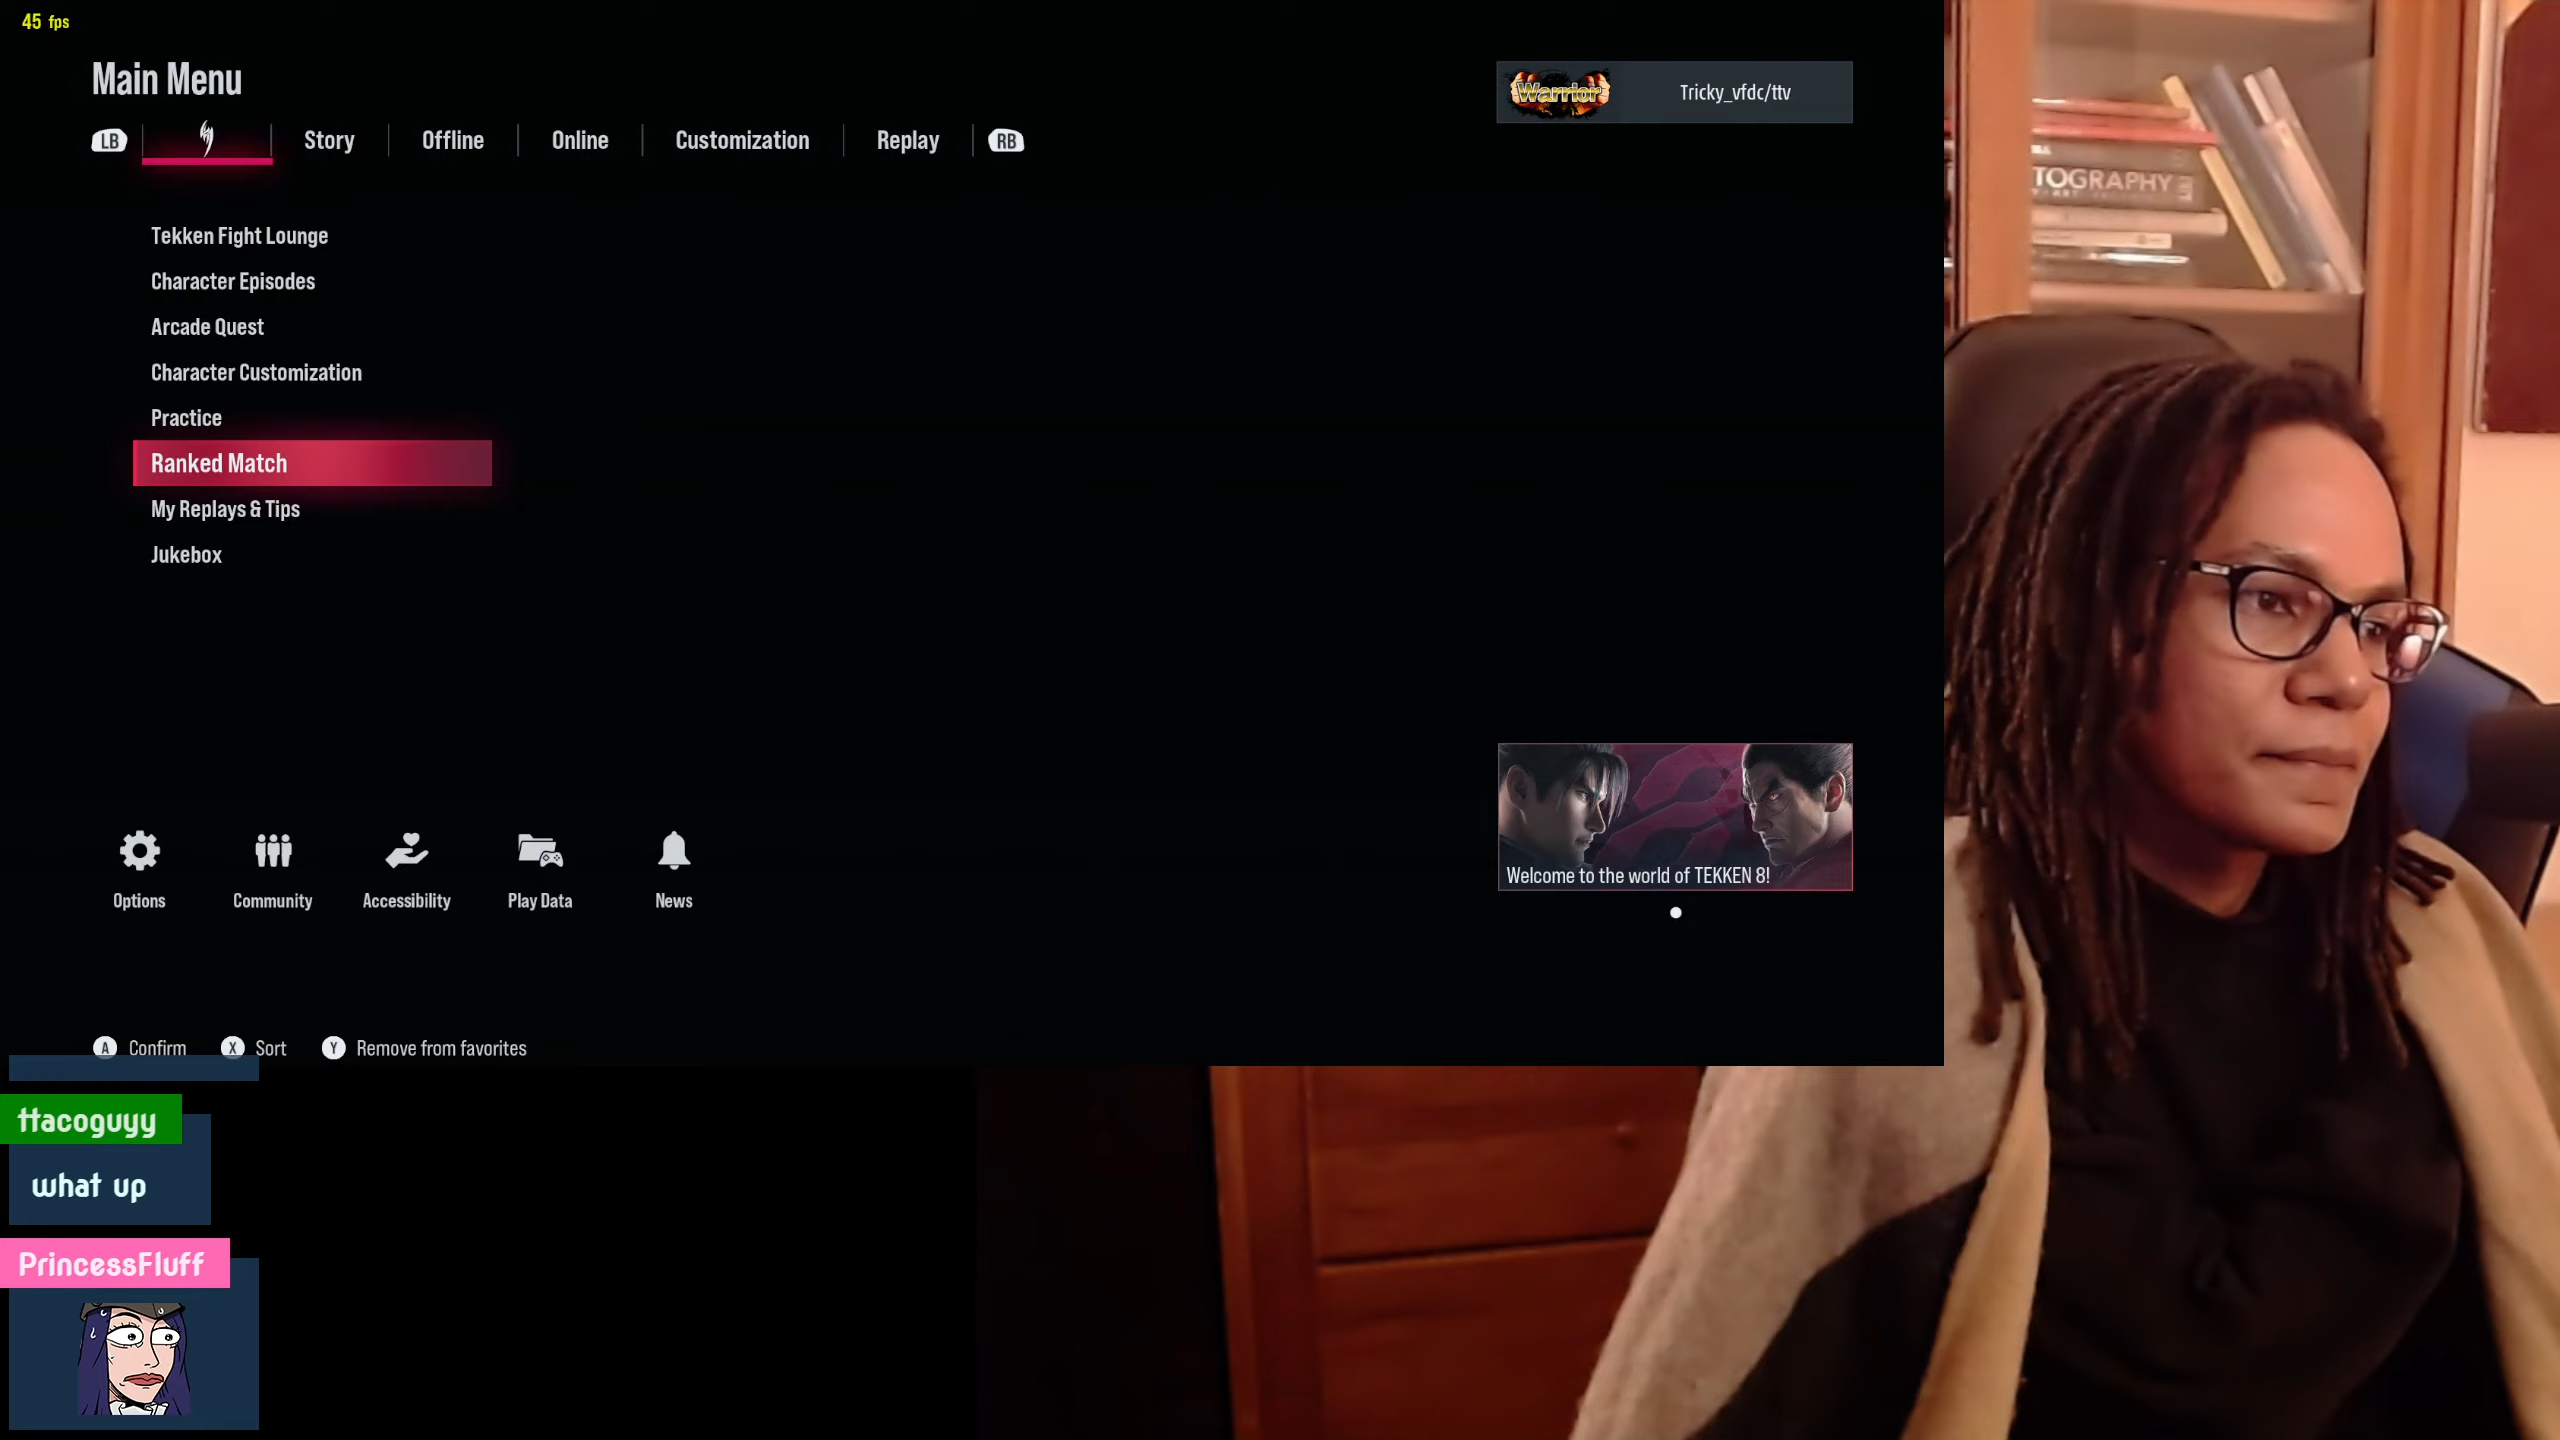 45 fps
Main Menu
Warrior
Tricky_vfdc/ttv
LB
Story
Offline
Online
Customization
Replay
RB
Tekken Fight Lounge
Character Episodes
Arcade Quest
Character Customization
Practice
Ranked Match
My Replays & Tips
Jukebox
Welcome to the world of TEKKEN 8!
Options
Community
Accessibility
Play Data
News
A Confirm
X Sort
Y Remove from favorites
ttacoguyy
what up
PrincessFluff
TOGRAPHY